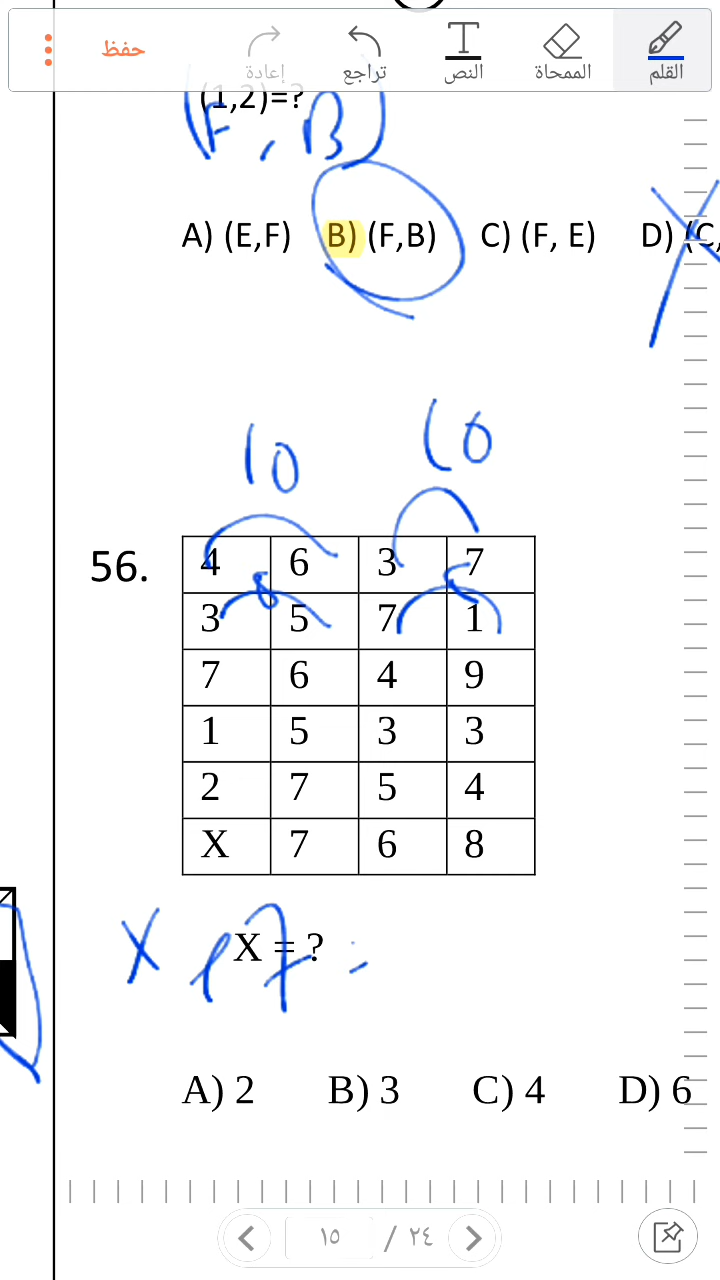 حفظ إعادة تراجع النص الممحاة القلم
(1,2)=?
(F, B)
A) (E,F) B) (F,B) C) (F, E) D) (C,
10 10
56.
4 6 3 7
8
3 5 7 1
7 6 4 9
1 5 3 3
2 7 5 4
X 7 6 8
X = ?
A) 2 B) 3 C) 4 D) 6
١٥ / ٢٤